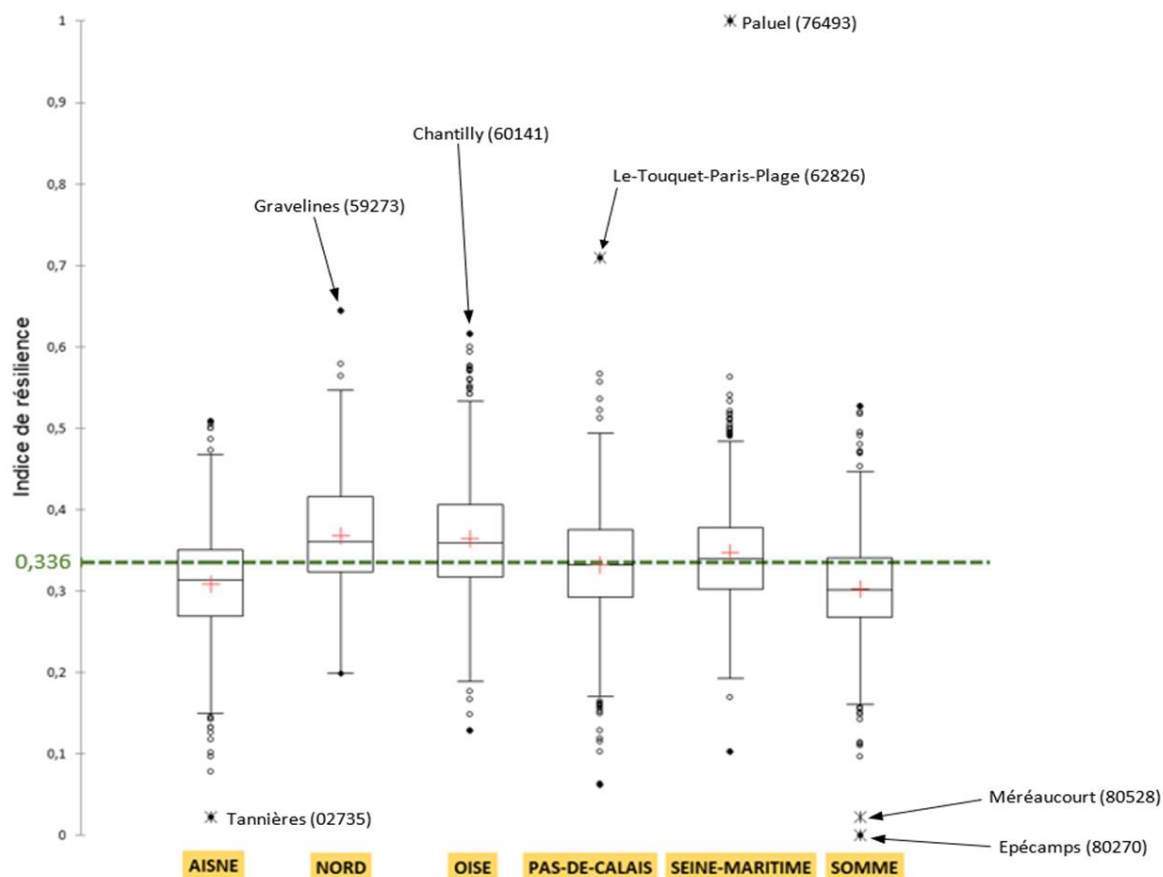 1
Paluel (76493)
0,9
Chantilly (60141)
0,8
Le-Touquet-Paris-Plage (62826)
Gravelines (59273)
0,7
0,6
Indice de résilience
0,5
0,4
0,336
0,3
0,2
0,1
Méréaucourt (80528)
Tannières (02735)
0
Epécamps (80270)
AISNE
NORD
OISE
PAS-DE-CALAIS
SEINE-MARITIME
SOMME